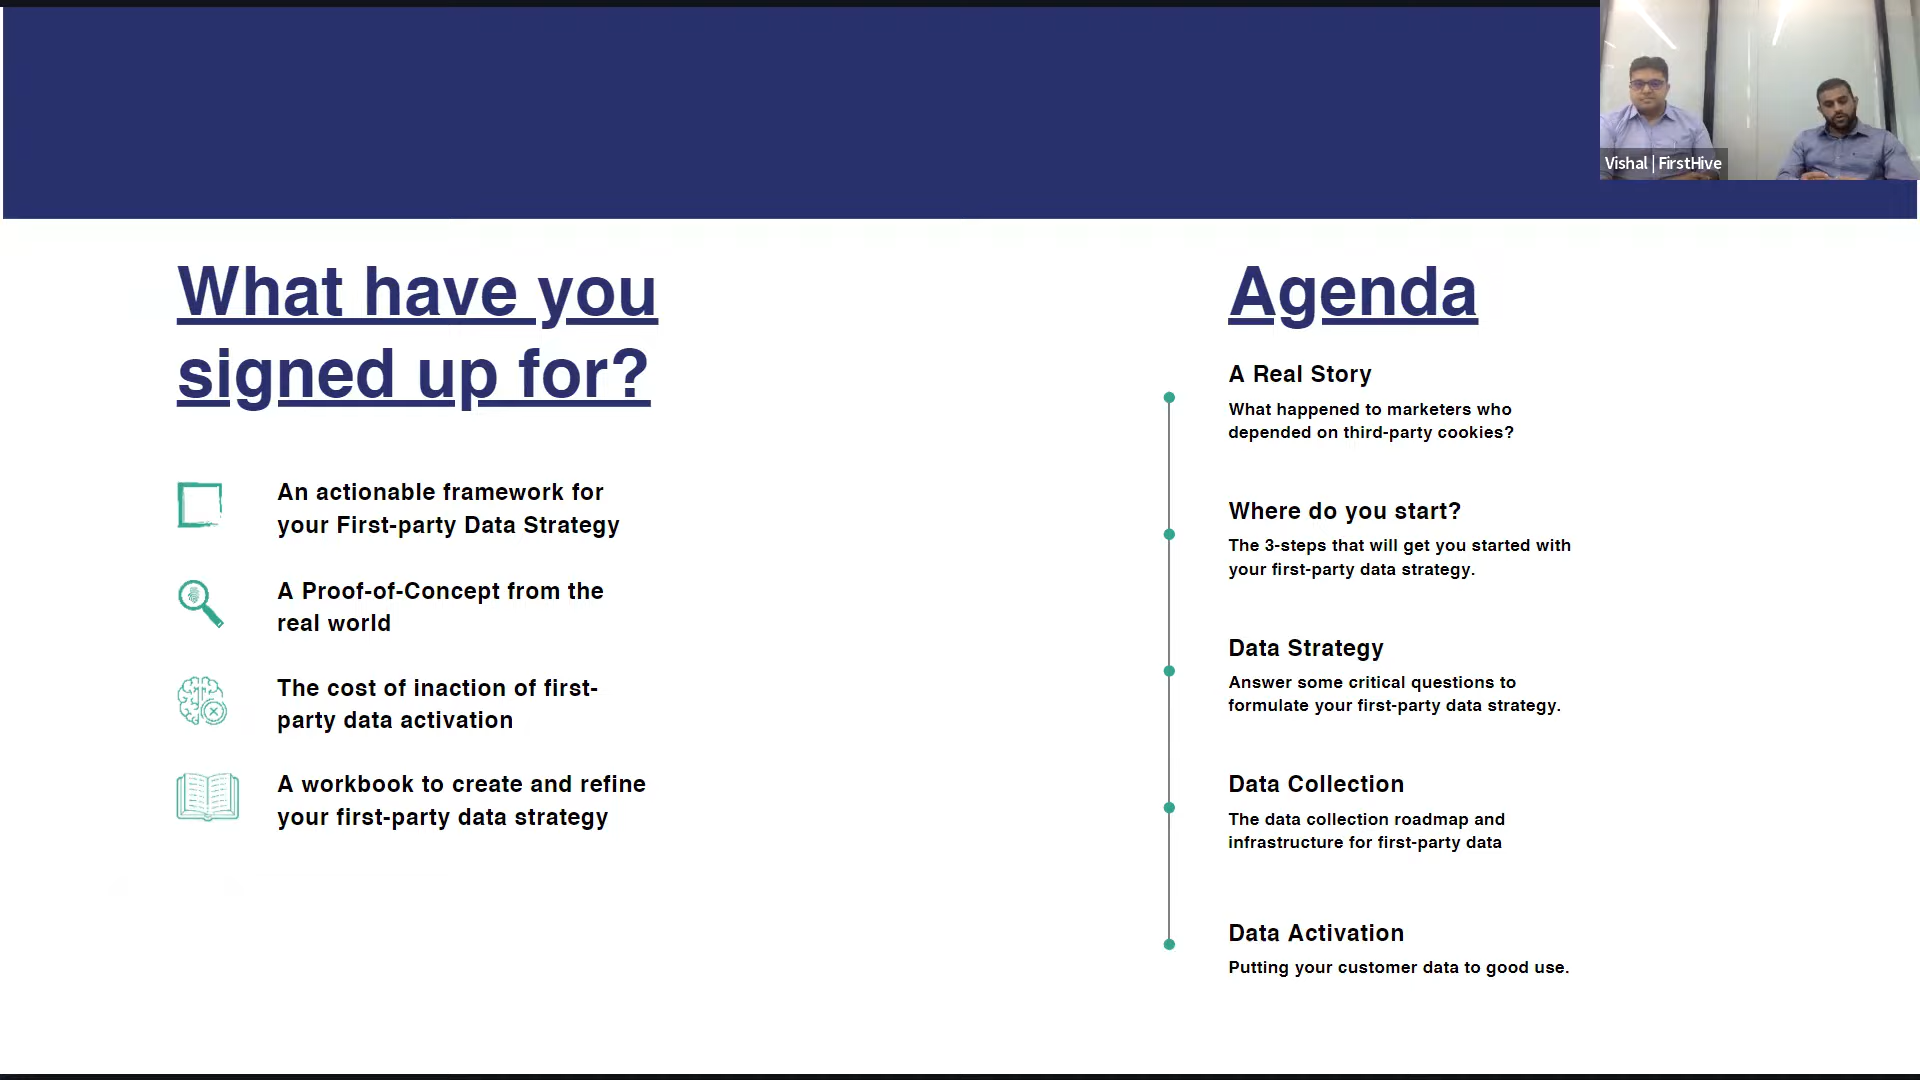 Vishal | FirstHive
What have you
signed up for?
An actionable framework for
your First-party Data Strategy
A Proof-of-Concept from the
real world
The cost of inaction of first-
party data activation
A workbook to create and refine
your first-party data strategy
Agenda
A Real Story
What happened to marketers who
depended on third-party cookies?
Where do you start?
The 3-steps that will get you started with
your first-party data strategy.
Data Strategy
Answer some critical questions to
formulate your first-party data strategy.
Data Collection
The data collection roadmap and
infrastructure for first-party data
Data Activation
Putting your customer data to good use.